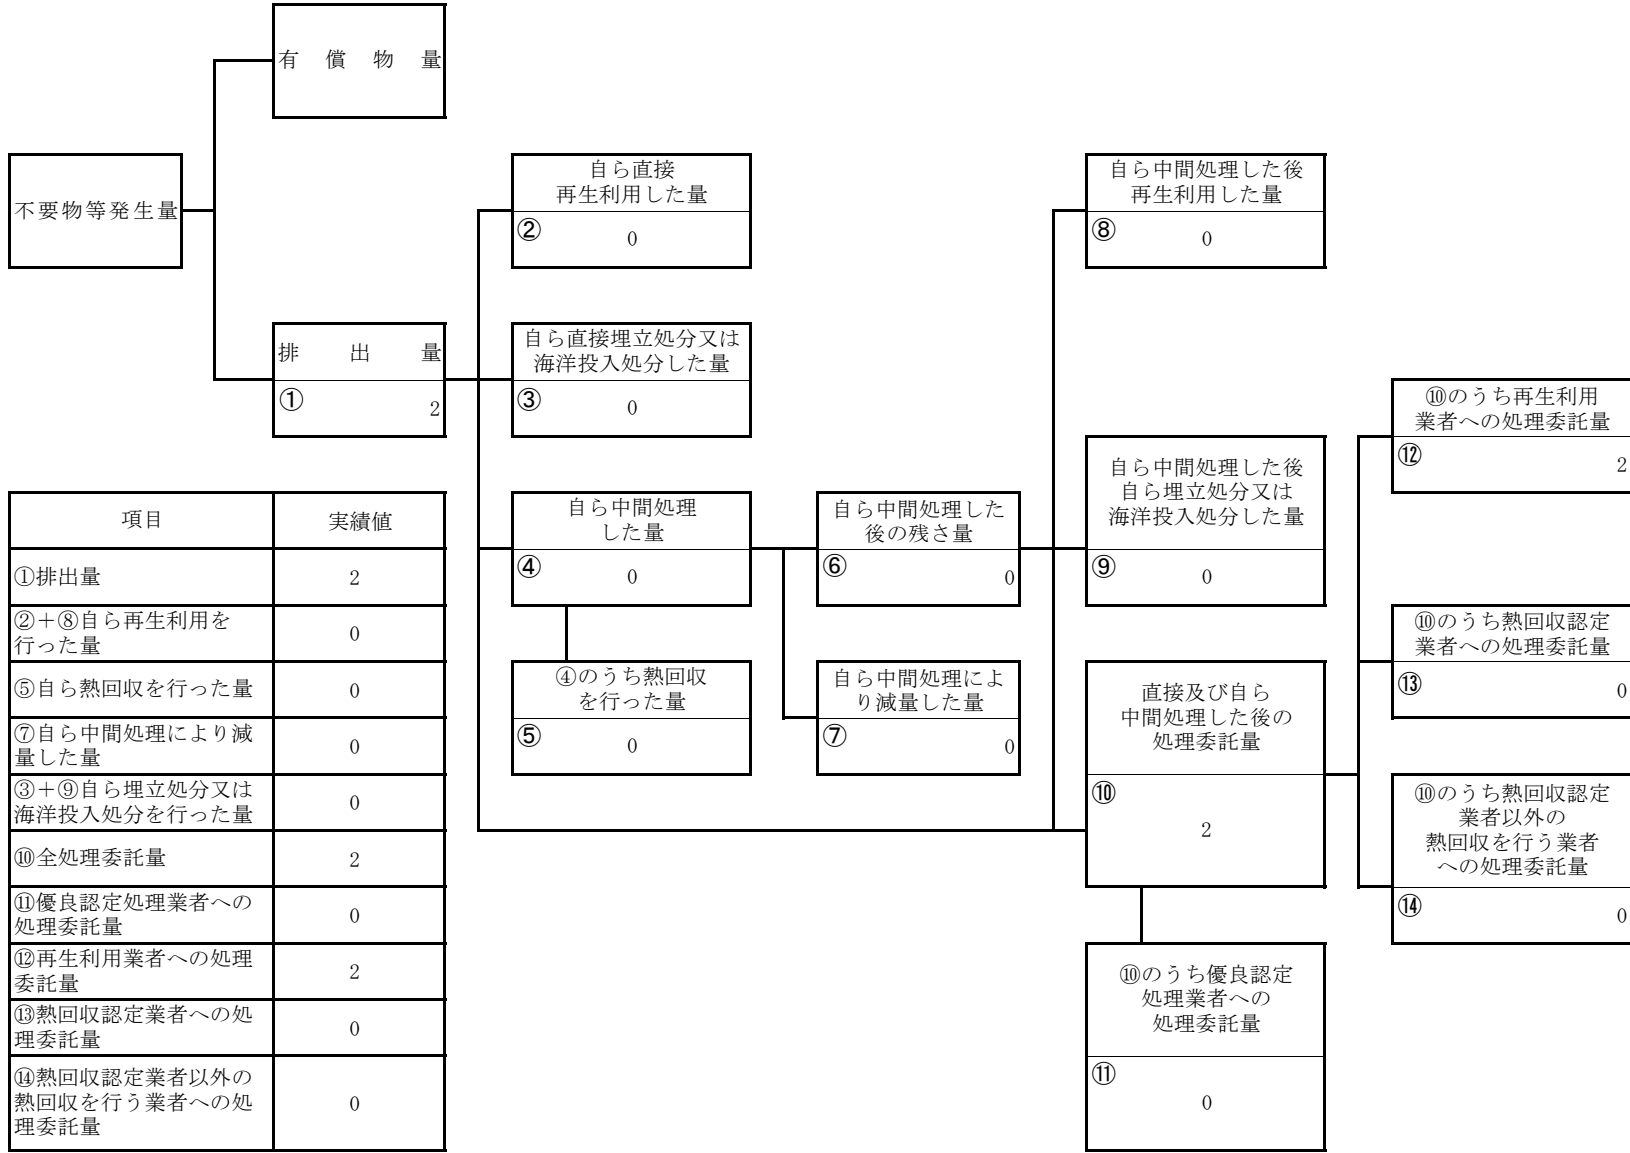 有償物量
不要物等発生量
排出量
①
2
自ら直接
再生利用した量
②
0
自ら直接埋立処分又は
海洋投入処分した量
③
0
自ら中間処理
した量
④
0
④のうち熱回収
を行った量
⑤
0
自ら中間処理した
後の残さ量
⑥
0
自ら中間処理によ
り減量した量
⑦
0
自ら中間処理した後
再生利用した量
⑧
0
自ら中間処理した後
自ら埋立処分又は
海洋投入処分した量
⑨
0
直接及び自ら
中間処理した後の
処理委託量
⑩
2
⑩のうち優良認定
処理業者への
処理委託量
⑪
0
⑩のうち再生利用
業者への処理委託量
⑫
2
⑩のうち熱回収認定
業者への処理委託量
⑬
0
⑩のうち熱回収認定
業者以外の
熱回収を行う業者
への処理委託量
⑭
0
項目 実績値
①排出量 2
②+⑧自ら再生利用を
行った量
0
⑤自ら熱回収を行った量 0
⑦自ら中間処理により減
量した量
0
③+⑨自ら埋立処分又は
海洋投入処分を行った量
0
⑩全処理委託量 2
⑪優良認定処理業者への
処理委託量
0
⑫再生利用業者への処理
委託量
2
⑬熱回収認定業者への処
理委託量
0
⑭熱回収認定業者以外の
熱回収を行う業者への処
理委託量
0